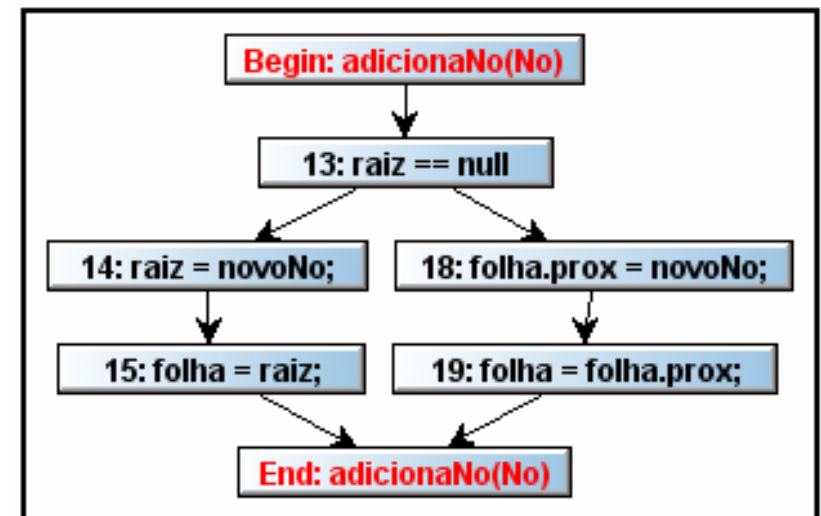 Begin: adicionaNo(No)
13: raiz == null
14: raiz = novoNo;
18: folha.prox = novoNo;
15: folha = raiz;
19: folha = folha.prox;
End: adicionaNo(No)